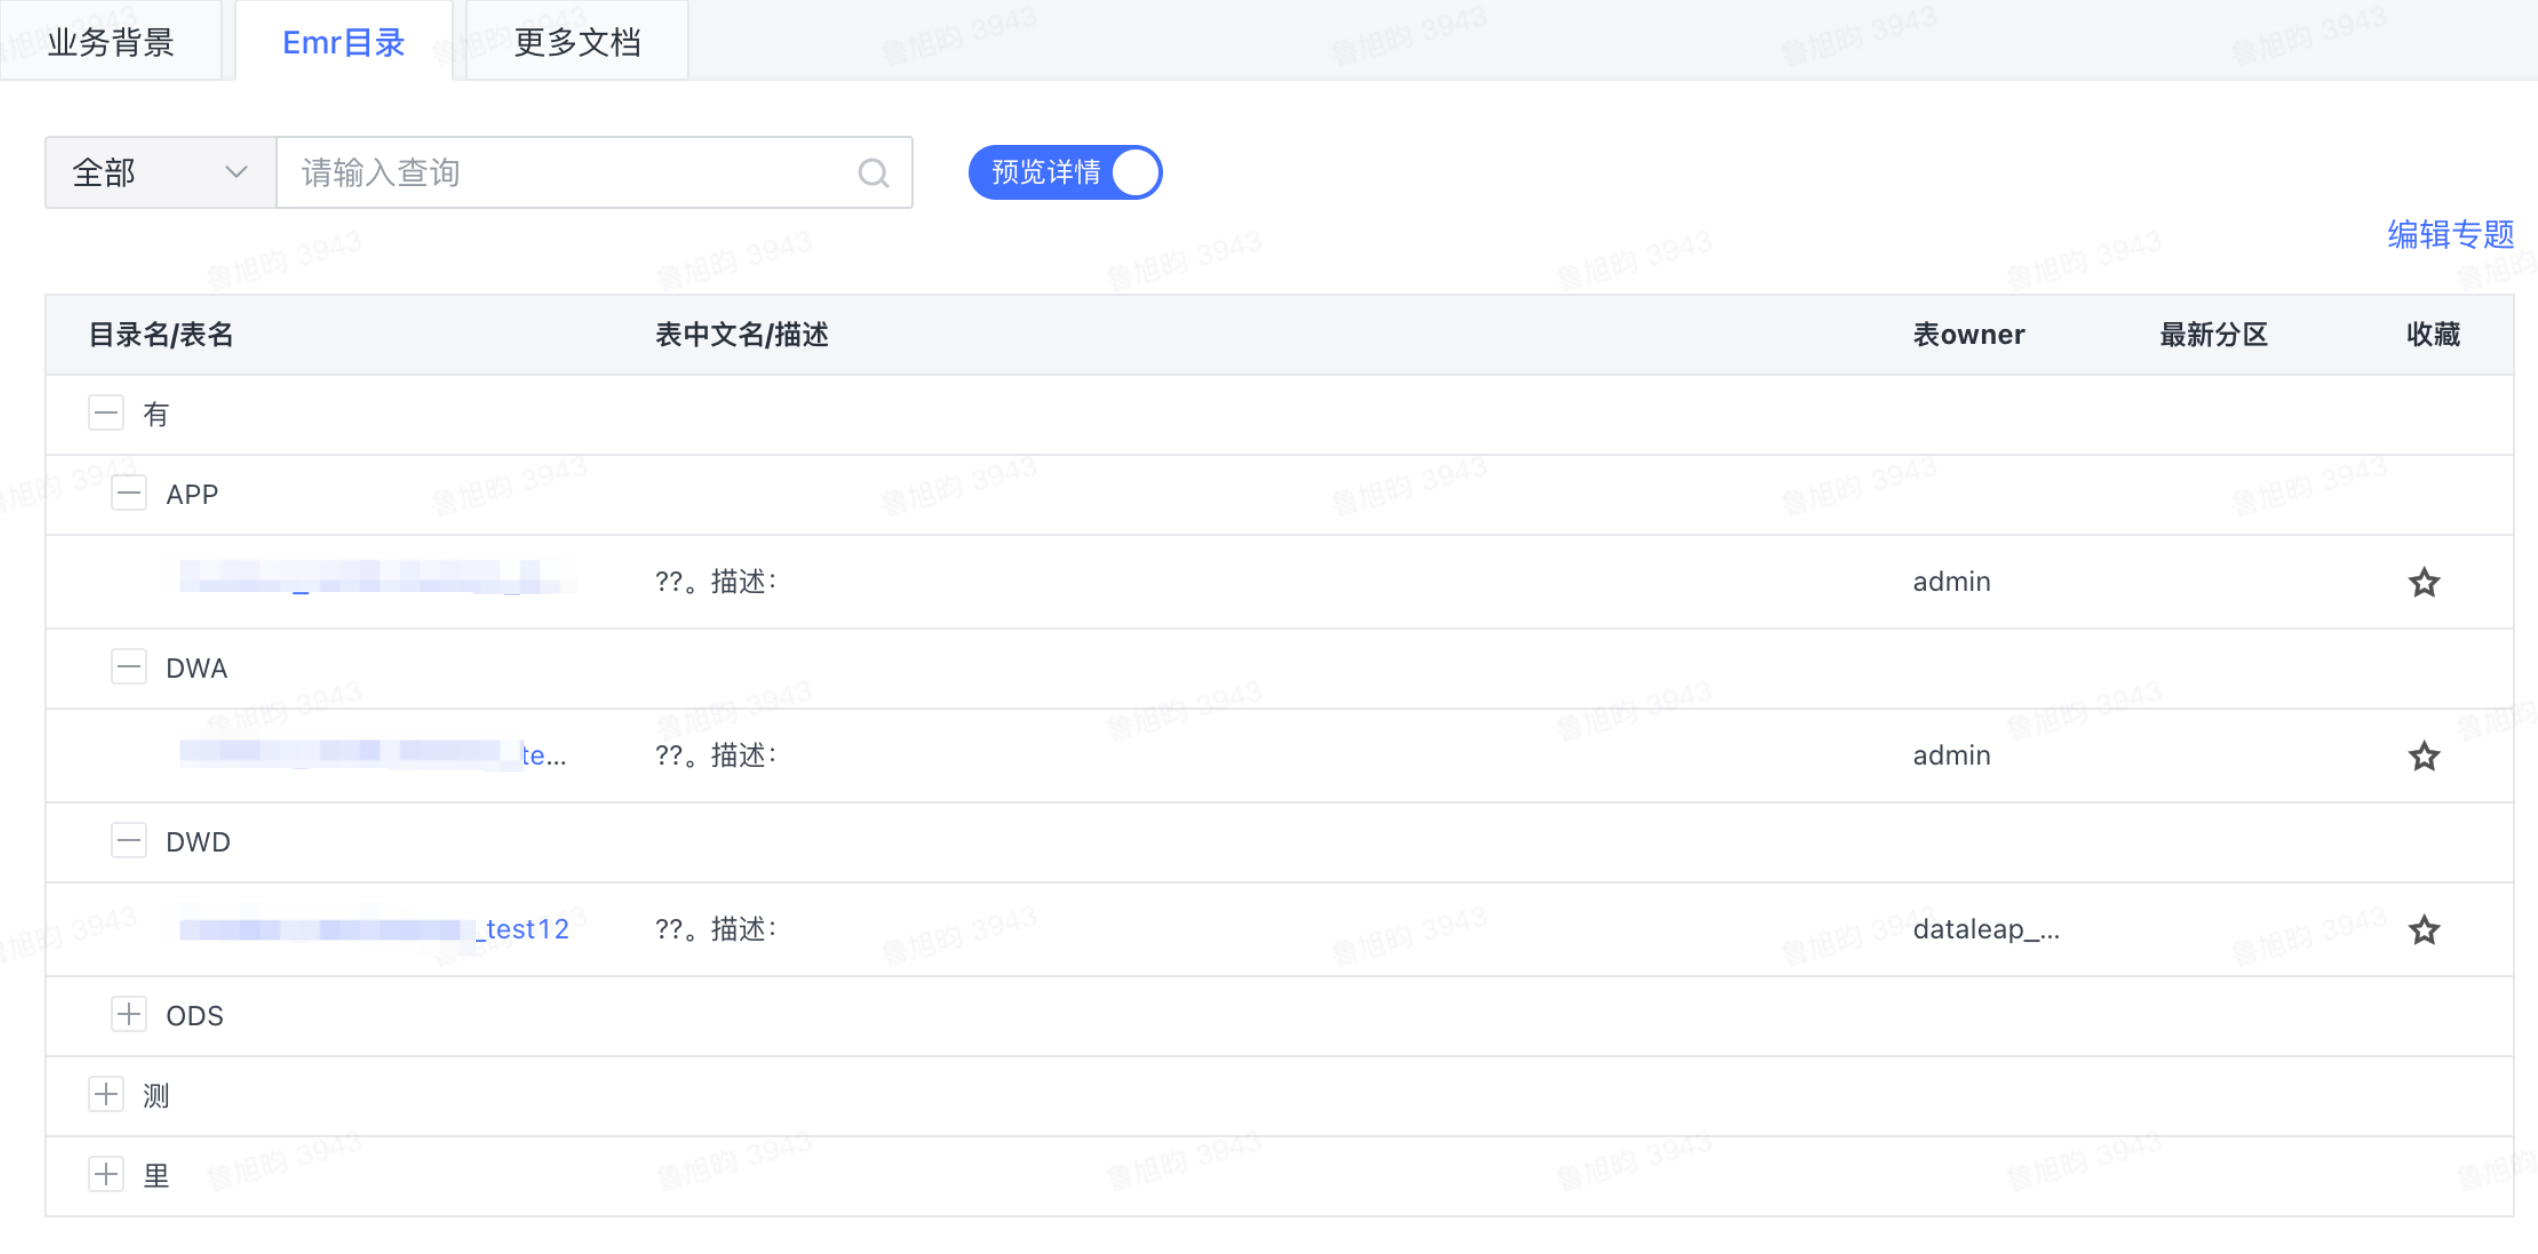 业务背景 Emr目录 更多文档
全部 请输入查询 预览详情
编辑专题
目录名/表名 表中文名/描述 表owner 最新分区 收藏
有
APP
??。描述： admin
DWA
te... ??。描述： admin
DWD
_test12 ??。描述： dataleap_...
ODS
测
里
鲁旭昀 3943